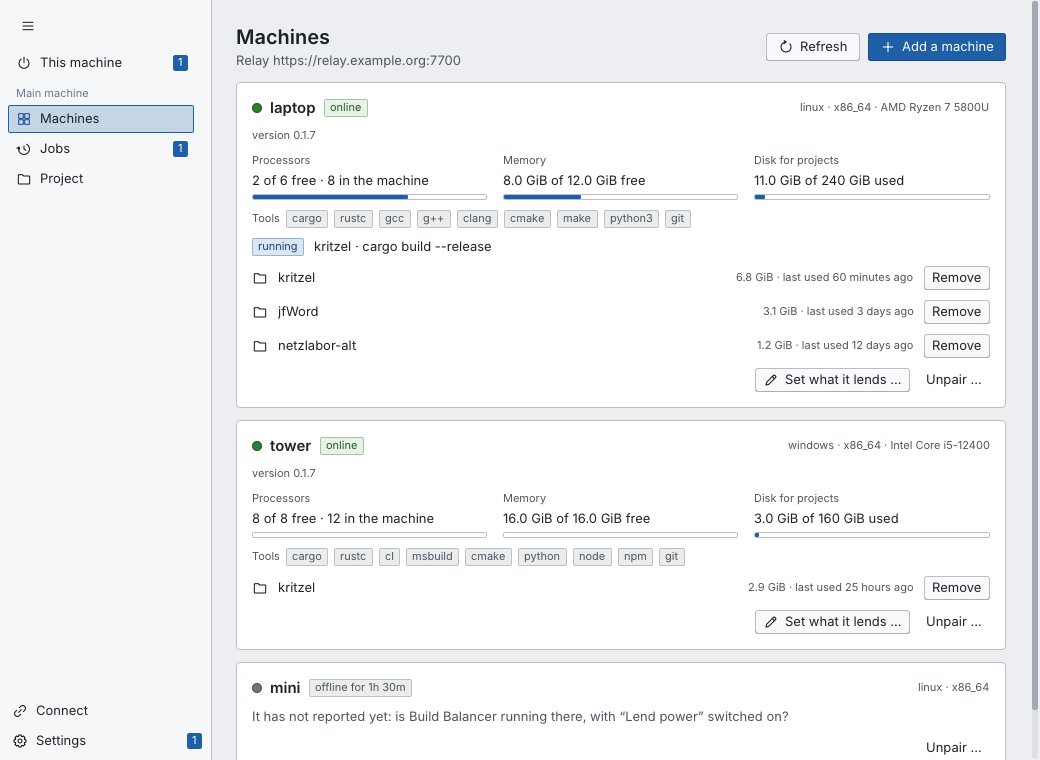 This machine 1
Main machine
Machines
Jobs 1
Project
Connect
Settings 1
Machines
Relay https://relay.example.org:7700
Refresh
Add a machine
laptop online linux · x86_64 · AMD Ryzen 7 5800U
version 0.1.7
Processors Memory Disk for projects
2 of 6 free · 8 in the machine 8.0 GiB of 12.0 GiB free 11.0 GiB of 240 GiB used
Tools cargo rustc gcc g++ clang cmake make python3 git
running kritzel · cargo build --release
kritzel 6.8 GiB · last used 60 minutes ago Remove
jfWord 3.1 GiB · last used 3 days ago Remove
netzlabor-alt 1.2 GiB · last used 12 days ago Remove
Set what it lends ... Unpair ...
tower online windows · x86_64 · Intel Core i5-12400
version 0.1.7
Processors Memory Disk for projects
8 of 8 free · 12 in the machine 16.0 GiB of 16.0 GiB free 3.0 GiB of 160 GiB used
Tools cargo rustc cl msbuild cmake python node npm git
kritzel 2.9 GiB · last used 25 hours ago Remove
Set what it lends ... Unpair ...
mini offline for 1h 30m linux · x86_64
It has not reported yet: is Build Balancer running there, with “Lend power” switched on?
Unpair ...